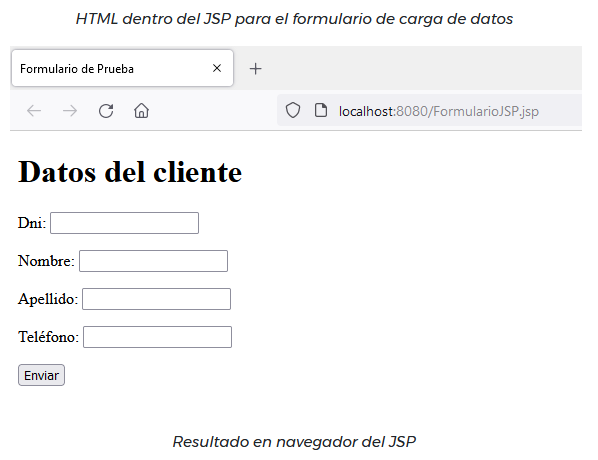 HTML dentro del JSP para el formulario de carga de datos
Formulario de Prueba
localhost:8080/FormularioJSP.jsp
Datos del cliente
Dni:
Nombre:
Apellido:
Teléfono:
Enviar
Resultado en navegador del JSP